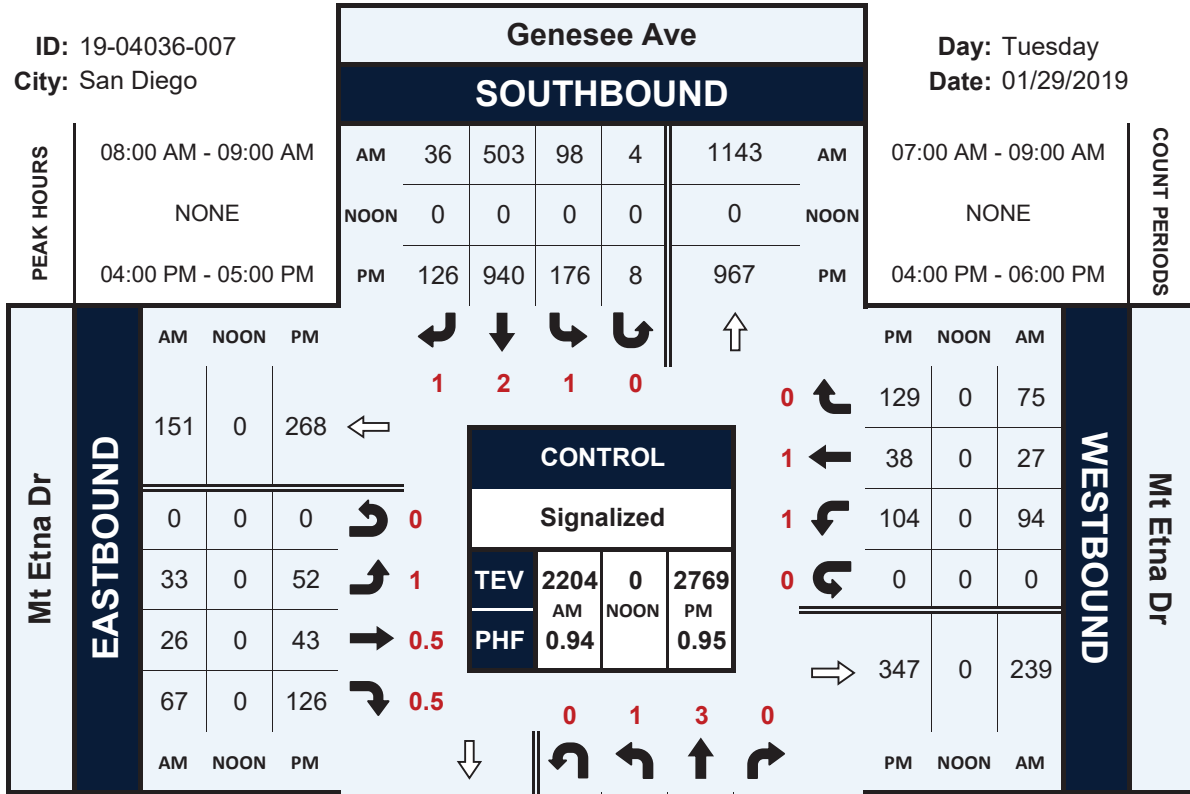 Genesee Ave
ID: 19-04036-007
Day: Tuesday
City: San Diego
Date: 01/29/2019
SOUTHBOUND
PEAK HOURS
08:00 AM - 09:00 AM
NONE
04:00 PM - 05:00 PM
AM 36 503 98 4 1143 AM
NOON 0 0 0 0 0 NOON
PM 126 940 176 8 967 PM
07:00 AM - 09:00 AM
NONE
04:00 PM - 06:00 PM
COUNT PERIODS
1 2 1 0
Mt Etna Dr
EASTBOUND
AM NOON PM
151 0 268
0 0 0 0
33 0 52 1
26 0 43 0.5
67 0 126 0.5
AM NOON PM
CONTROL
Signalized
TEV 2204 0 2769
AM NOON PM
PHF 0.94 0.95
PM NOON AM
0 129 0 75
1 38 0 27
1 104 0 94
0 0 0 0
347 0 239
PM NOON AM
WESTBOUND
Mt Etna Dr
0 1 3 0